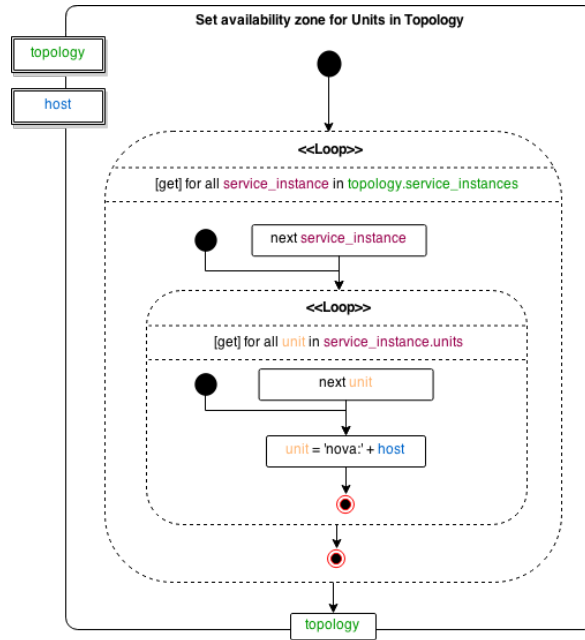 Set availability zone for Units in Topology
topology
host
<<Loop>>
[get] for all service_instance in topology.service_instances
next service_instance
<<Loop>>
[get] for all unit in service_instance.units
next unit
unit = 'nova:' + host
topology